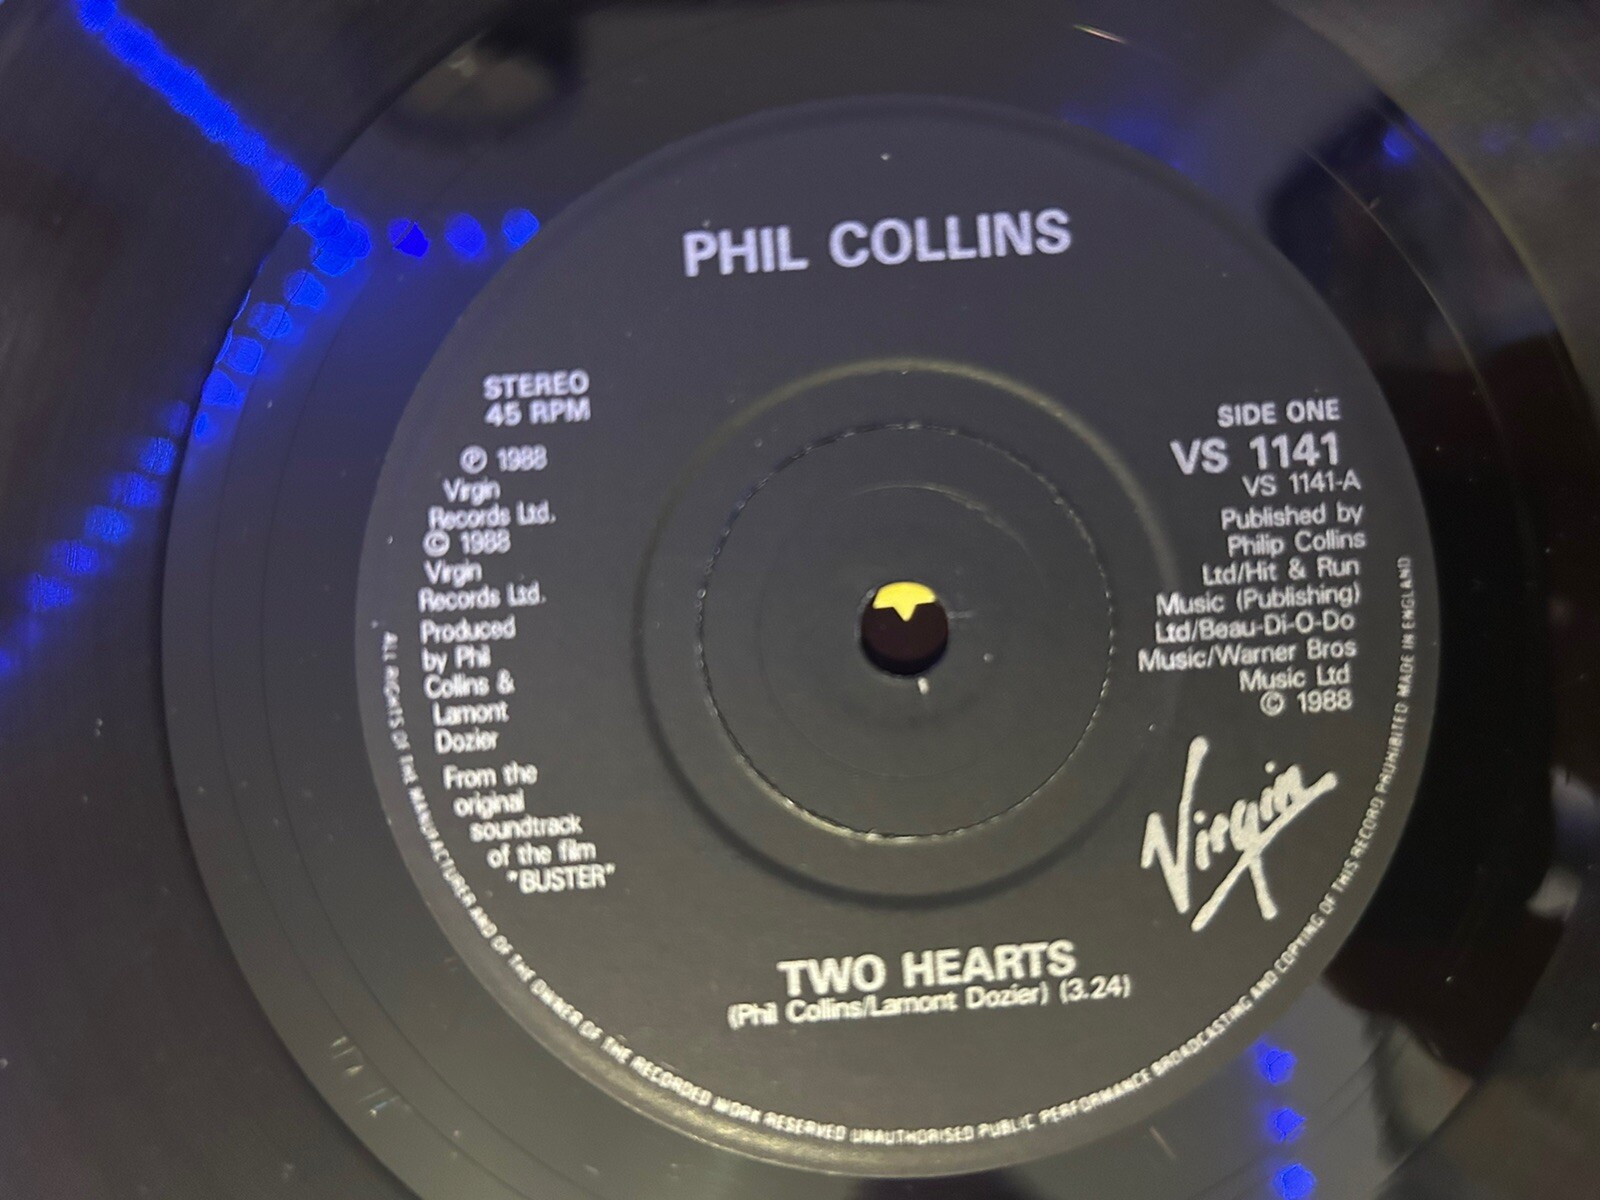 PHIL COLLINS
STEREO
45 RPM
Ⓟ 1988
Virgin
Records Ltd.
© 1988
Virgin
Records Ltd.
Produced
by Phil
Collins &
Lamont
Dozier
From the
original
soundtrack
of the film
"BUSTER"
SIDE ONE
VS 1141
VS 1141-A
Published by
Philip Collins
Ltd/Hit & Run
Music (Publishing)
Ltd/Beau-Di-O-Do
Music/Warner Bros
Music Ltd
© 1988
Virgin
TWO HEARTS
(Phil Collins/Lamont Dozier) (3.24)
ALL RIGHTS OF THE MANUFACTURER AND OF THE OWNER OF THE RECORDED WORK RESERVED UNAUTHORISED PUBLIC PERFORMANCE BROADCASTING AND COPYING OF THIS RECORD PROHIBITED MADE IN ENGLAND